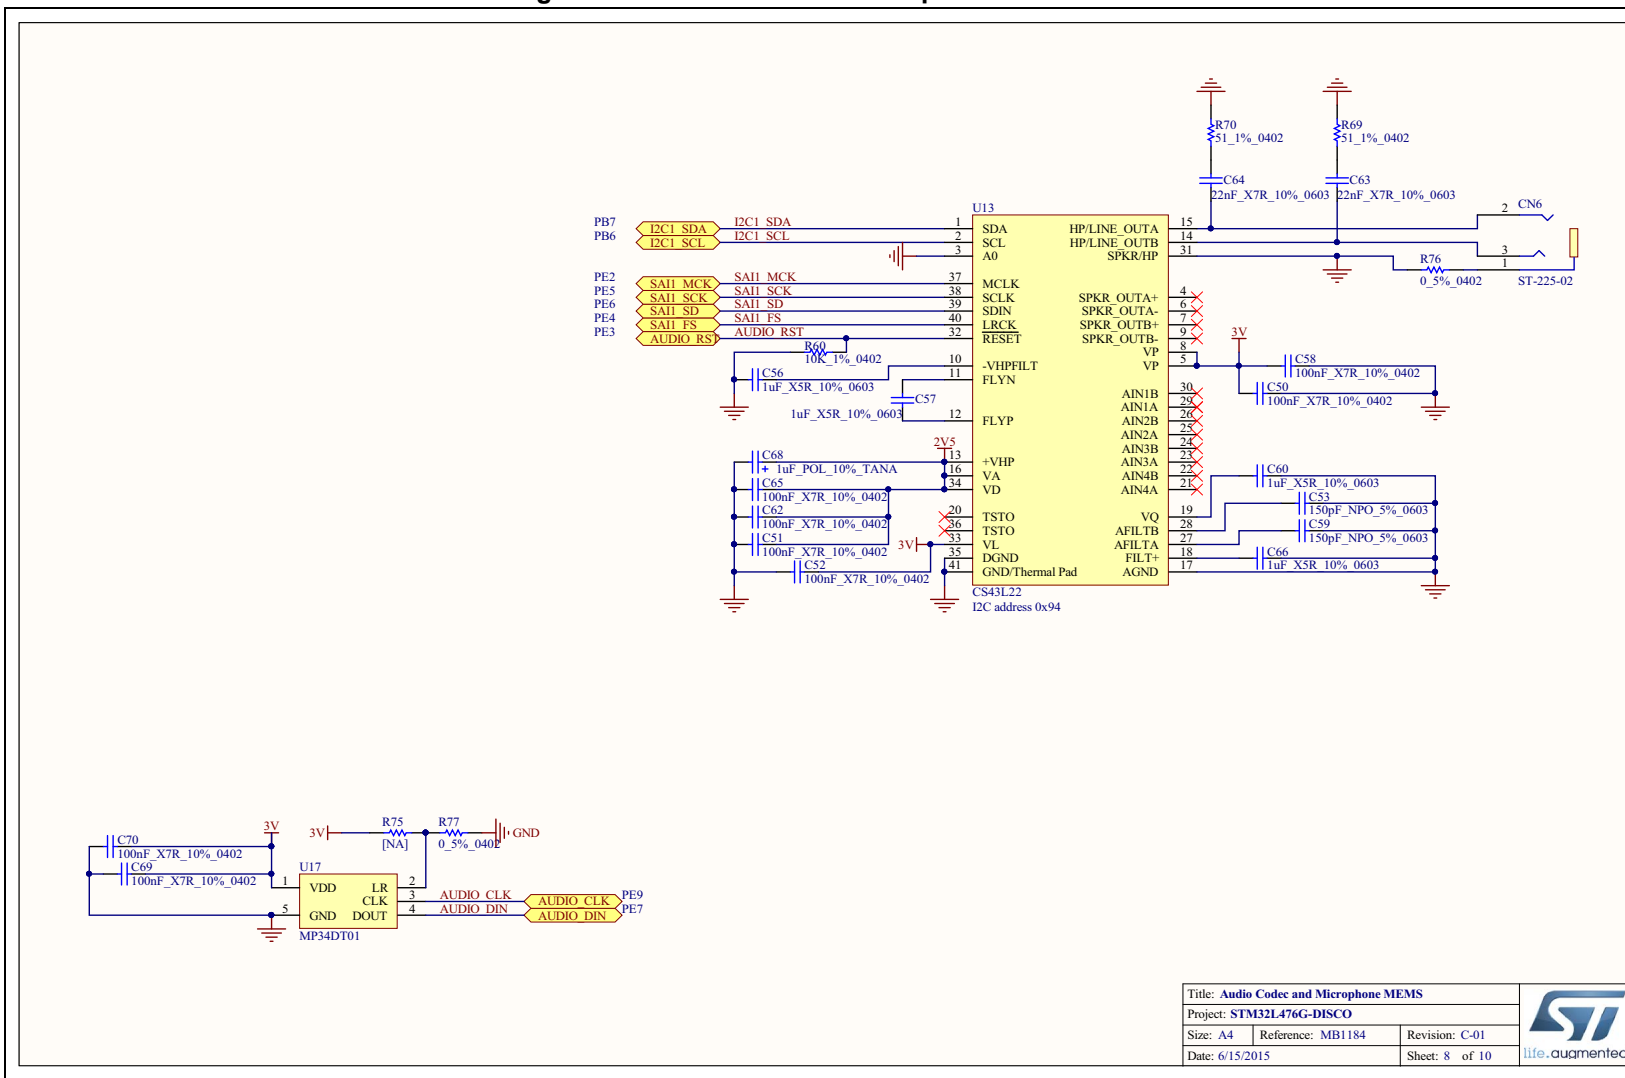 R70
51_1%_0402
R69
51_1%_0402
C64
22nF_X7R_10%_0603
C63
22nF_X7R_10%_0603
CN6
2
3
1
ST-225-02
R76
0_5%_0402
U13
PB7 I2C1_SDA I2C1_SDA 1 SDA
PB6 I2C1_SCL I2C1_SCL 2 SCL
3 A0
PE2 SAI1_MCK SAI1_MCK 37 MCLK
PE5 SAI1_SCK SAI1_SCK 38 SCLK
PE6 SAI1_SD SAI1_SD 39 SDIN
PE4 SAI1_FS SAI1_FS 40 LRCK
PE3 AUDIO_RST AUDIO_RST 32 RESET
R60
10K_1%_0402
10 -VHPFILT
C56
1uF_X5R_10%_0603
11 FLYN
C57
1uF_X5R_10%_0603
12 FLYP
2V5
C68
+ 1uF_POL_10%_TANA
13 +VHP
16 VA
C65
100nF_X7R_10%_0402
34 VD
C62
100nF_X7R_10%_0402
20 TSTO
36 TSTO
C51
100nF_X7R_10%_0402
3V
33 VL
35 DGND
C52
100nF_X7R_10%_0402
41 GND/Thermal Pad
HP/LINE_OUTA 15
HP/LINE_OUTB 14
SPKR/HP 31
SPKR_OUTA+ 4
SPKR_OUTA- 6
SPKR_OUTB+ 7
SPKR_OUTB- 9
VP 8
VP 5
3V
C58
100nF_X7R_10%_0402
C50
100nF_X7R_10%_0402
AIN1B 30
AIN1A 29
AIN2B 26
AIN2A 25
AIN3B 24
AIN3A 23
AIN4B 22
AIN4A 21
VQ 19
AFILTB 28
AFILTA 27
FILT+ 18
AGND 17
C60
1uF_X5R_10%_0603
C53
150pF_NPO_5%_0603
C59
150pF_NPO_5%_0603
C66
1uF_X5R_10%_0603
CS43L22
I2C address 0x94
C70
100nF_X7R_10%_0402
C69
100nF_X7R_10%_0402
3V
3V
R75
[NA]
R77
0_5%_0402
GND
U17
1 VDD LR 2
CLK 3 AUDIO_CLK AUDIO_CLK PE9
5 GND DOUT 4 AUDIO_DIN AUDIO_DIN PE7
MP34DT01
Title: Audio Codec and Microphone MEMS
Project: STM32L476G-DISCO
Size: A4 Reference: MB1184 Revision: C-01
Date: 6/15/2015 Sheet: 8 of 10
ST
life.augmented